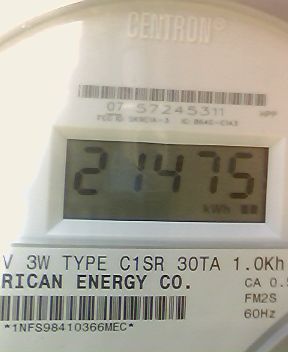 CENTRON®
07 57245311
21475
kWh
V 3W TYPE C1SR 30TA 1.0Kh
RICAN ENERGY CO.
CA 0.5
FM2S
60Hz
*1NFS98410366MEC*